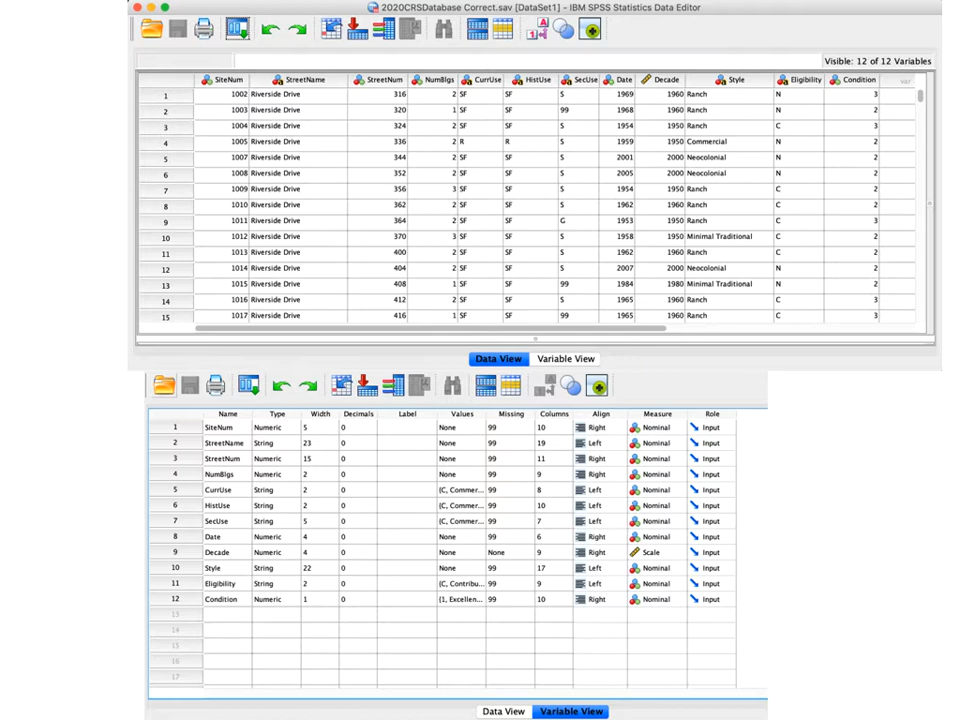 2020CRSDatabase Correct.sav [DataSet1] – IBM SPSS Statistics Data Editor
Visible: 12 of 12 Variables
SiteNum StreetName StreetNum NumBlgs CurrUse HistUse SecUse Date Decade Style Eligibility Condition var
1 1002 Riverside Drive 316 2 SF SF S 1969 1960 Ranch N 3
2 1003 Riverside Drive 320 1 SF SF 99 1968 1960 Ranch N 2
3 1004 Riverside Drive 324 2 SF SF S 1954 1950 Ranch C 3
4 1005 Riverside Drive 336 2 R R S 1959 1950 Commercial N 2
5 1007 Riverside Drive 344 2 SF SF S 2001 2000 Neocolonial N 2
6 1008 Riverside Drive 352 2 SF SF S 2005 2000 Neocolonial N 2
7 1009 Riverside Drive 356 3 SF SF S 1954 1950 Ranch C 2
8 1010 Riverside Drive 362 2 SF SF S 1962 1960 Ranch C 2
9 1011 Riverside Drive 364 2 SF SF G 1953 1950 Ranch C 3
10 1012 Riverside Drive 370 3 SF SF S 1958 1950 Minimal Traditional C 2
11 1013 Riverside Drive 400 2 SF SF S 1962 1960 Ranch C 2
12 1014 Riverside Drive 404 2 SF SF S 2007 2000 Neocolonial N 2
13 1015 Riverside Drive 408 1 SF SF 99 1984 1980 Minimal Traditional N 2
14 1016 Riverside Drive 412 2 SF SF S 1965 1960 Ranch C 3
15 1017 Riverside Drive 416 1 SF SF 99 1965 1960 Ranch C 3
Data View Variable View
Name Type Width Decimals Label Values Missing Columns Align Measure Role
1 SiteNum Numeric 5 0 None 99 10 Right Nominal Input
2 StreetName String 23 0 None 99 19 Left Nominal Input
3 StreetNum Numeric 15 0 None 99 11 Right Nominal Input
4 NumBlgs Numeric 2 0 None 99 9 Right Nominal Input
5 CurrUse String 2 0 {C, Commer... 99 8 Left Nominal Input
6 HistUse String 2 0 {C, Commer... 99 10 Left Nominal Input
7 SecUse String 5 0 {C, Commer... 99 7 Left Nominal Input
8 Date Numeric 4 0 None 99 6 Right Nominal Input
9 Decade Numeric 4 0 None None 9 Right Scale Input
10 Style String 22 0 None 99 17 Left Nominal Input
11 Eligibility String 2 0 {C, Contribu... 99 9 Left Nominal Input
12 Condition Numeric 1 0 {1, Excellen... 99 10 Right Nominal Input
13
14
15
16
17
Data View Variable View